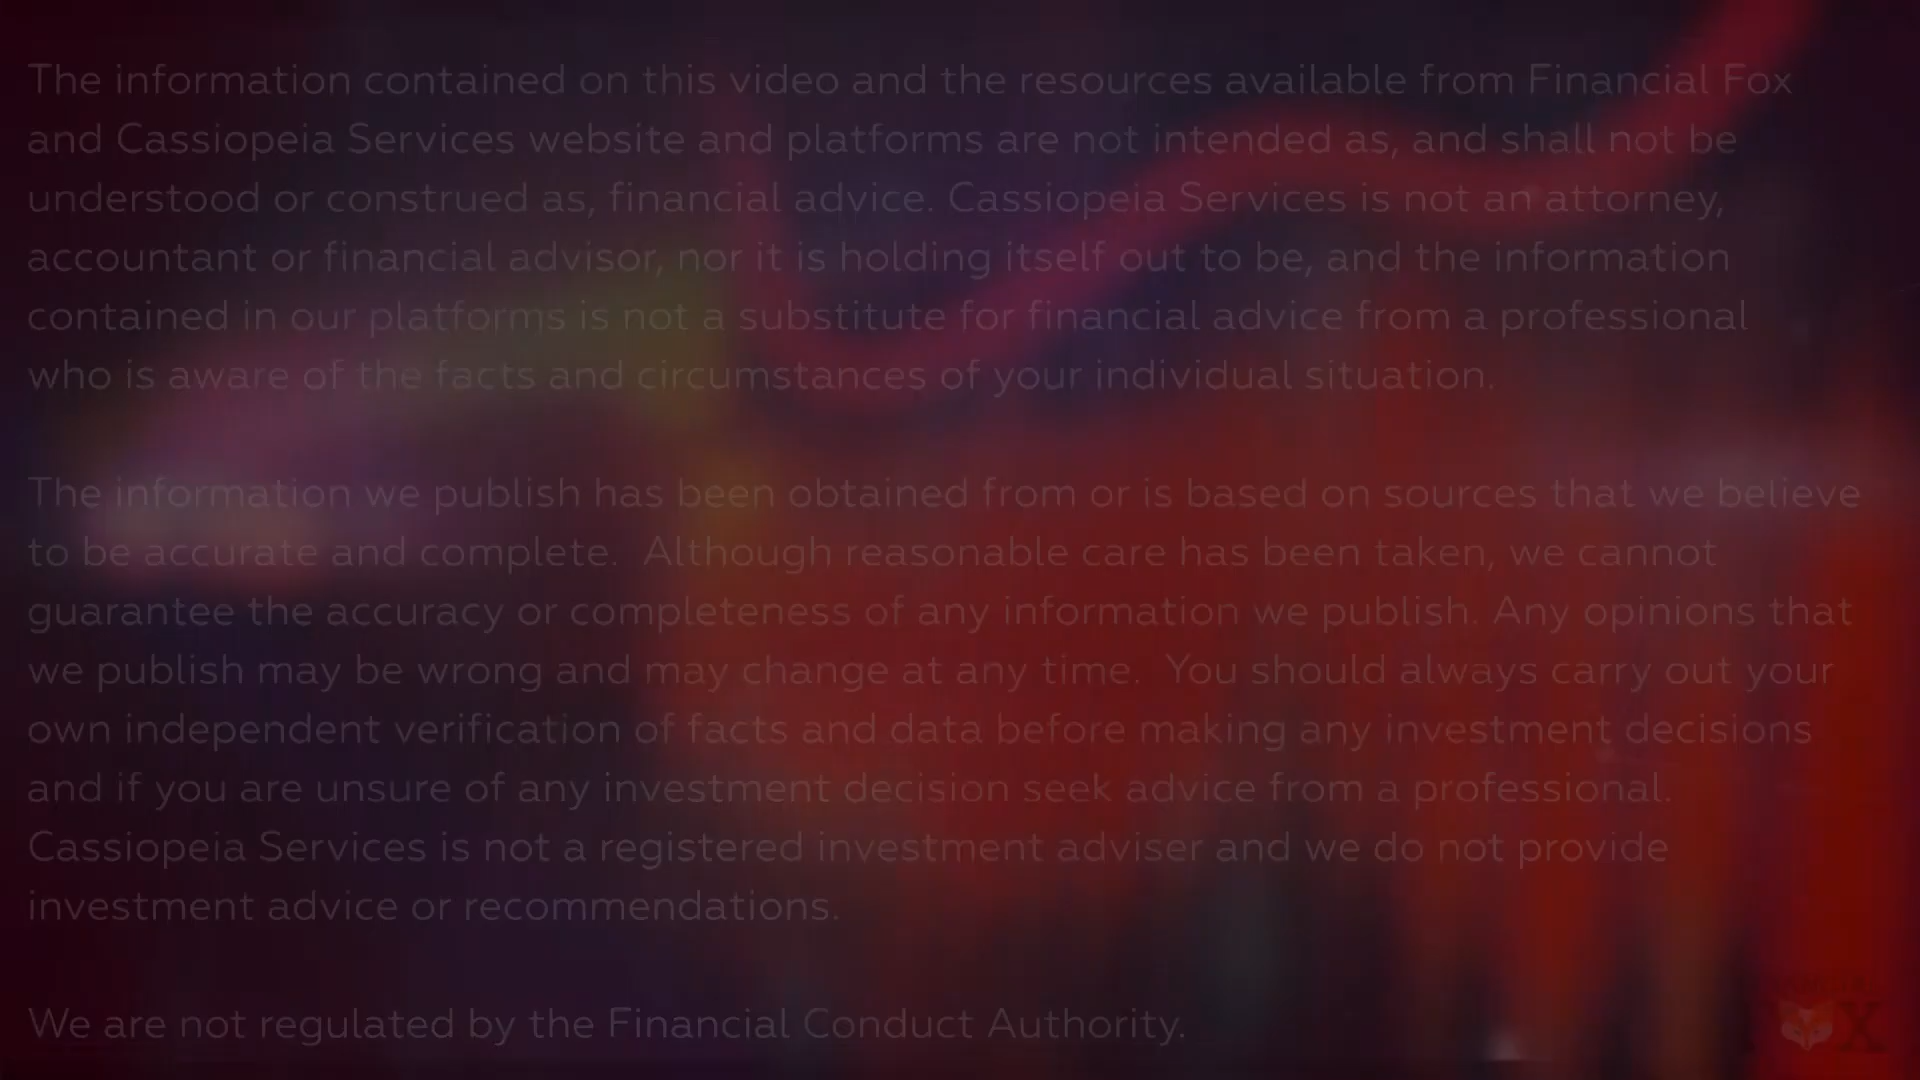 The information contained on this video and the resources available from Financial Fox
and Cassiopeia Services website and platforms are not intended as, and shall not be
understood or construed as, financial advice. Cassiopeia Services is not an attorney,
accountant or financial advisor, nor it is holding itself out to be, and the information
contained in our platforms is not a substitute for financial advice from a professional
who is aware of the facts and circumstances of your individual situation.
The information we publish has been obtained from or is based on sources that we believe
to be accurate and complete.  Although reasonable care has been taken, we cannot
guarantee the accuracy or completeness of any information we publish. Any opinions that
we publish may be wrong and may change at any time.  You should always carry out your
own independent verification of facts and data before making any investment decisions
and if you are unsure of any investment decision seek advice from a professional.
Cassiopeia Services is not a registered investment adviser and we do not provide
investment advice or recommendations.
We are not regulated by the Financial Conduct Authority.